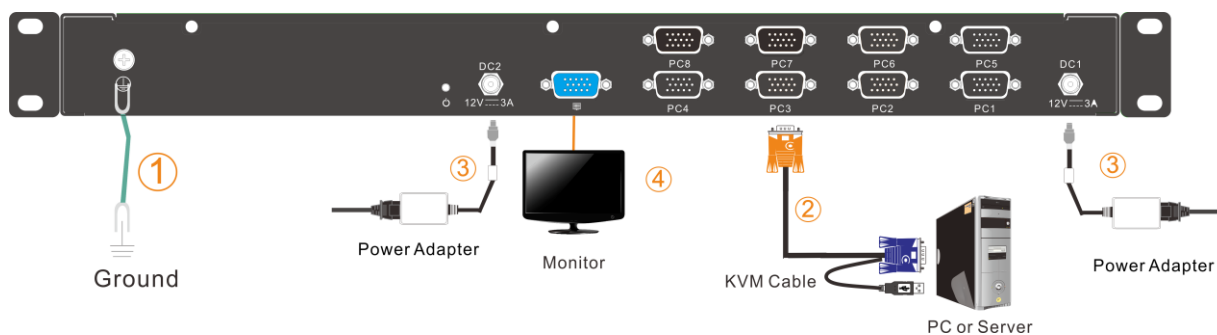 PC8
PC7
PC6
PC5
DC2
DC1
12V 3A
PC4
PC3
PC2
PC1
12V 3A
①
③
④
②
③
Power Adapter
Monitor
KVM Cable
Power Adapter
Ground
PC or Server